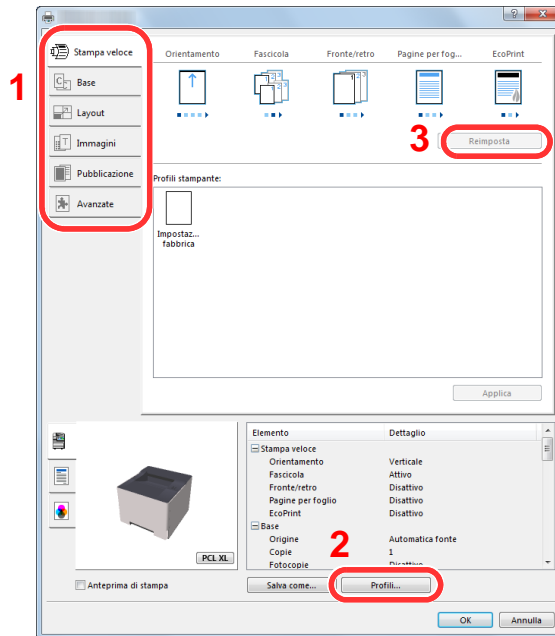 1
Stampa veloce
Base
Layout
Immagini
Pubblicazione
Avanzate
Orientamento Fascicola Fronte/retro Pagine per fog... EcoPrint
3 Reimposta
Profili stampante:
Impostaz...
fabbrica
Applica
Elemento Dettaglio
Stampa veloce
Orientamento Verticale
Fascicola Attivo
Fronte/retro Disattivo
Pagine per foglio Disattivo
EcoPrint Disattivo
Base
Origine Automatica fonte
Copie 1
Fotocopie Disattivo
PCL XL
2
Anteprima di stampa
Salva come... Profili...
OK Annulla